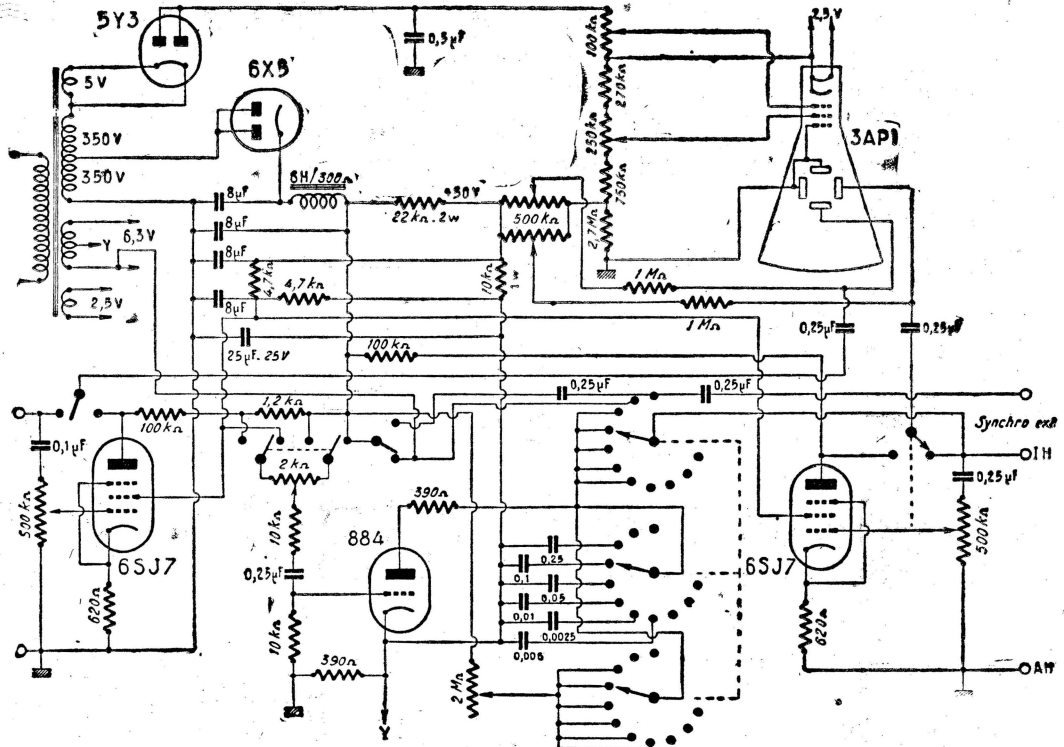 5Y3
5V
350V
350V
6,3V
Y
2,5V
6X5
8H/300Ω
8µF
8µF
8µF
8µF
4,7kΩ
4,7kΩ
25µF-25V
22kΩ-2w
+30V
500kΩ
10kΩ
1w
0,5µF
100kΩ
270kΩ
250kΩ
750kΩ
2,7MΩ
2,5V
3AP1
1MΩ
1MΩ
0,25µF
0,25µF
100kΩ
0,25µF
0,25µF
Synchro ext.
IH
0,1µF
500kΩ
100kΩ
6SJ7
620Ω
1,2kΩ
2kΩ
10kΩ
0,25µF
10kΩ
390Ω
884
390Ω
Y
2MΩ
0,25
0,1
0,05
0,01
0,0025
0,006
6SJ7
620Ω
0,25µF
500kΩ
AH